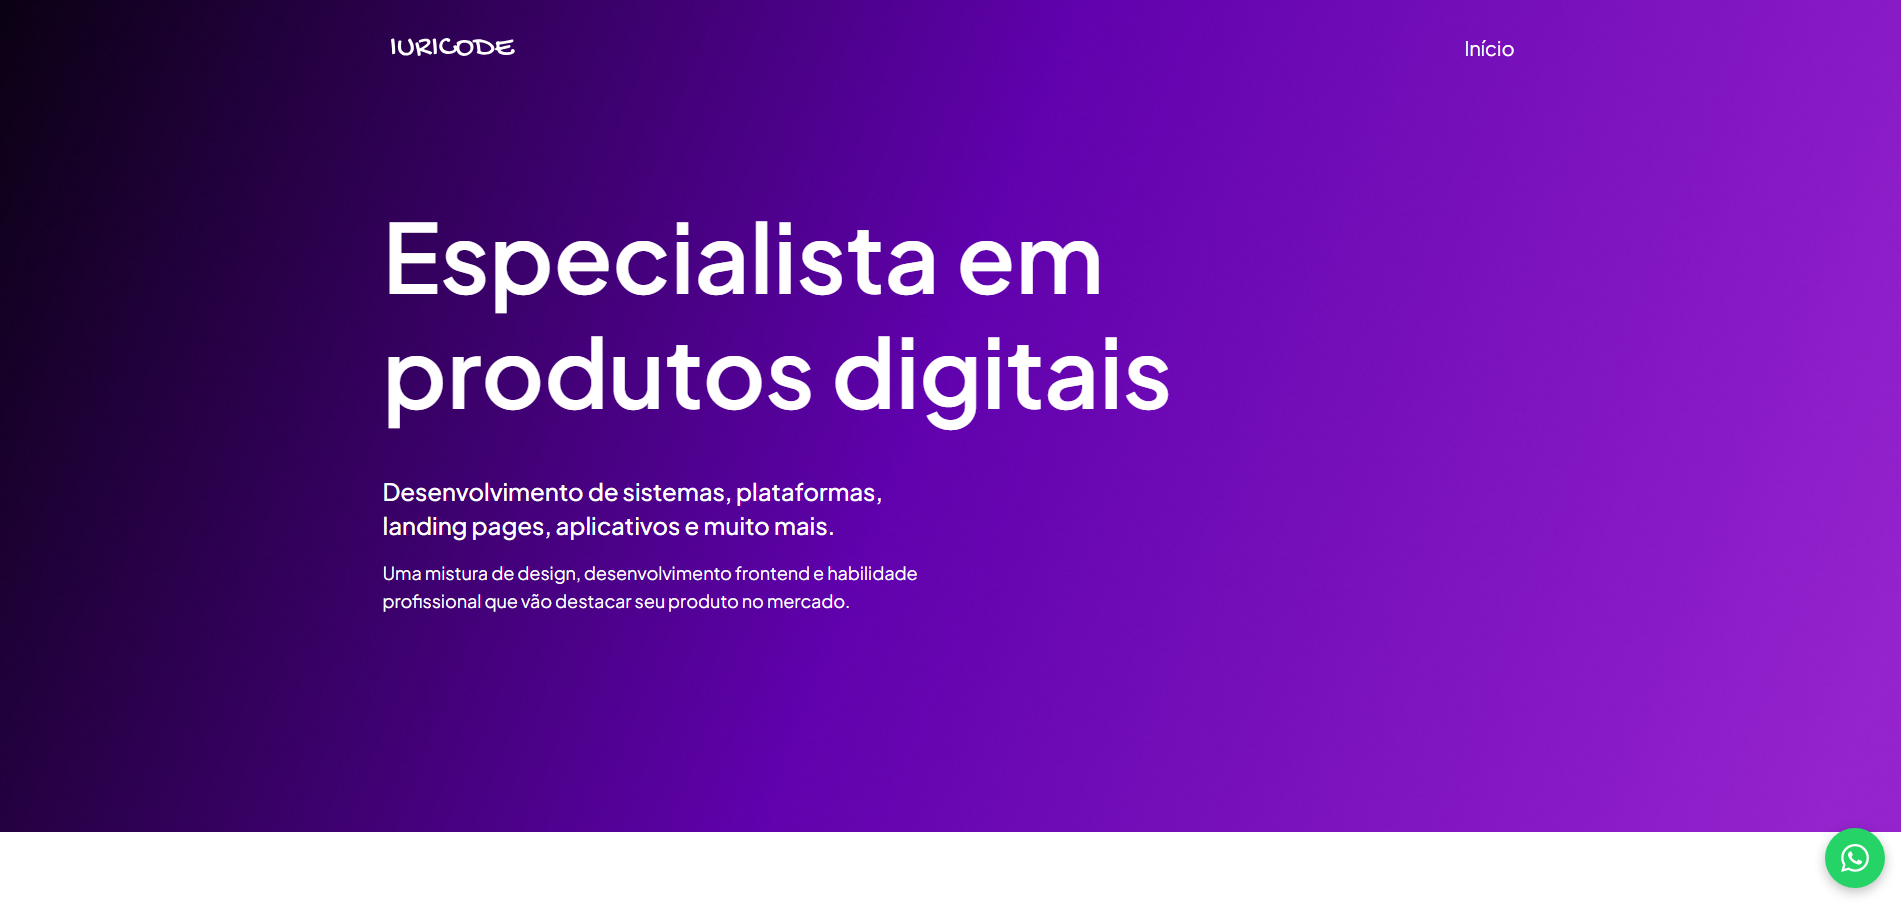 IURICODE
Início
Especialista em
produtos digitais
Desenvolvimento de sistemas, plataformas,
landing pages, aplicativos e muito mais.
Uma mistura de design, desenvolvimento frontend e habilidade
profissional que vão destacar seu produto no mercado.